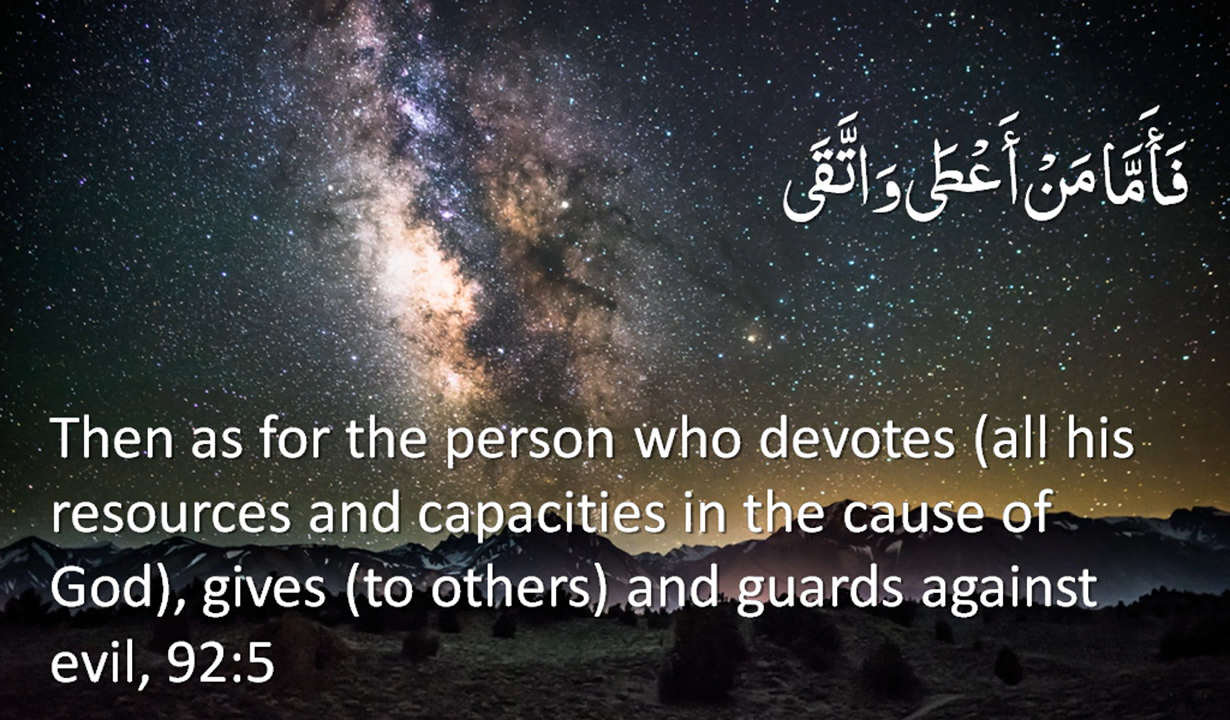 فَأَمَّا مَنْ أَعْطَى وَاتَّقَى
Then as for the person who devotes (all his
resources and capacities in the cause of
God), gives (to others) and guards against
evil, 92:5